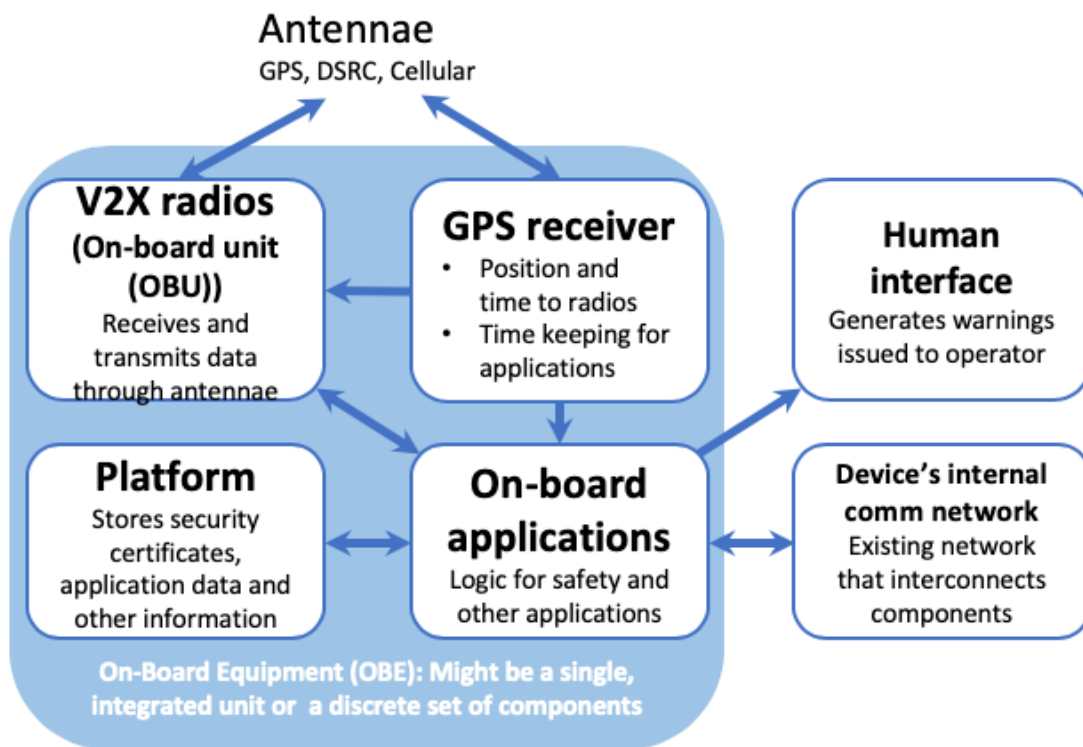 Antennae
GPS, DSRC, Cellular
V2X radios
(On-board unit
(OBU))
Receives and
transmits data
through antennae
GPS receiver
• Position and
time to radios
• Time keeping for
applications
Human
interface
Generates warnings
issued to operator
Platform
Stores security
certificates,
application data and
other information
On-board
applications
Logic for safety and
other applications
Device's internal
comm network
Existing network
that interconnects
components
On-Board Equipment (OBE): Might be a single,
integrated unit or a discrete set of components